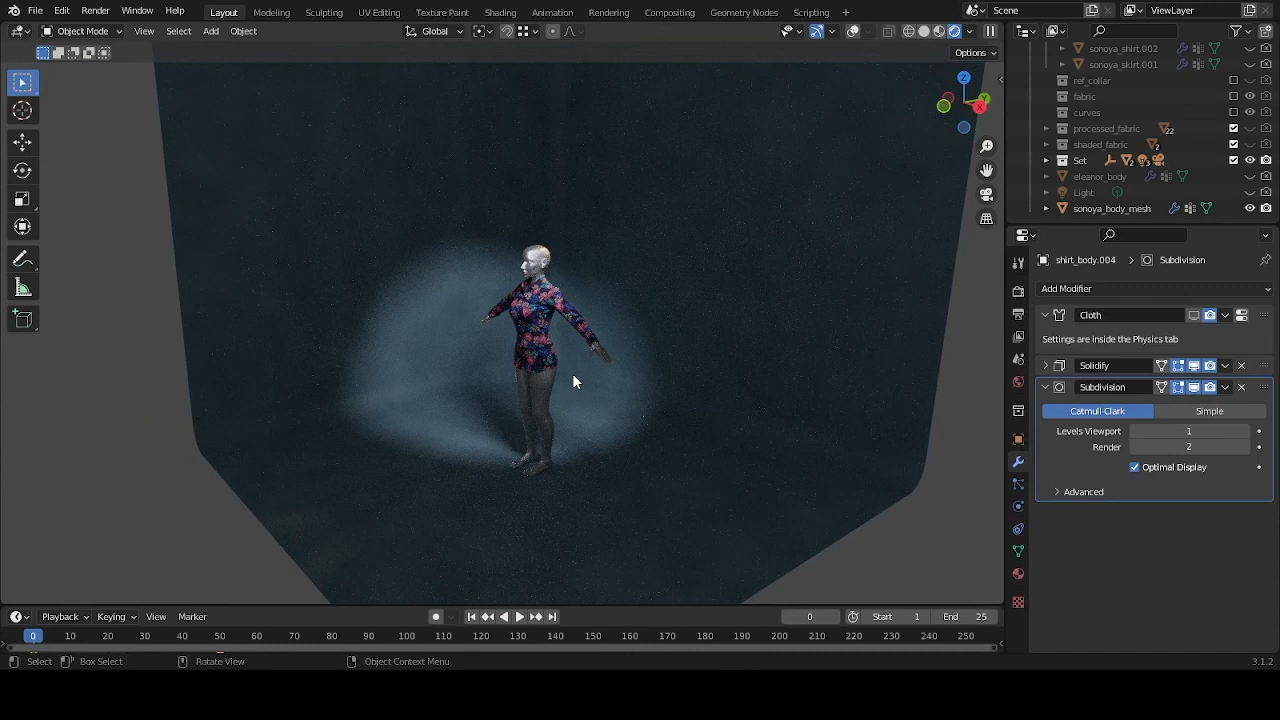 File Edit Render Window Help Layout Modeling Sculpting UV Editing Texture Paint Shading Animation Rendering Compositing Geometry Nodes Scripting + Scene ViewLayer
Object Mode View Select Add Object Global
Options
sonoya_shirt.002
sonoya_skirt.001
ref_collar
fabric
curves
processed_fabric 22
shaded_fabric 2
Set 2 3
eleanor_body
Light
sonoya_body_mesh
Z
Y
X
shirt_body.004 Subdivision
Add Modifier
Cloth
Settings are inside the Physics tab
Solidify
Subdivision
Catmull-Clark Simple
Levels Viewport 1
Render 2
Optimal Display
Advanced
Playback Keying View Marker 0 Start 1 End 25
0 10 20 30 40 50 60 70 80 90 100 110 120 130 140 150 160 170 180 190 200 210 220 230 240 250
Select Box Select Rotate View Object Context Menu 3.1.2